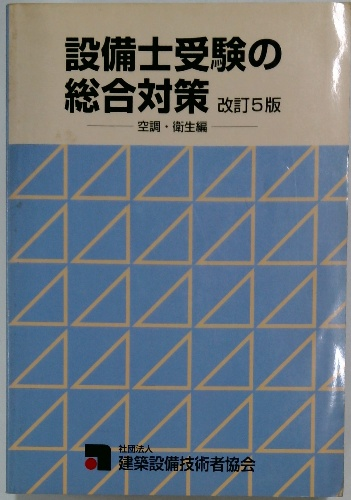 設備士受験の
総合対策 改訂5版
空調・衛生編
社団法人
建築設備技術者協会